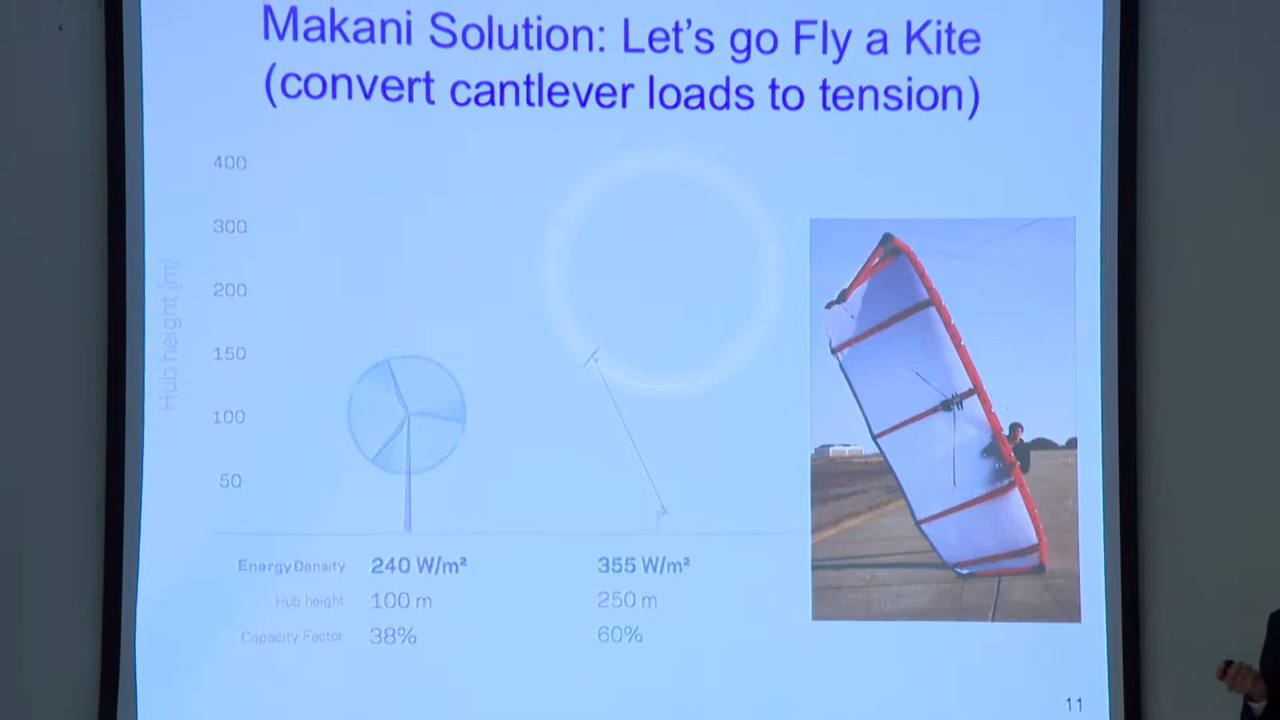 Makani Solution: Let's go Fly a Kite
(convert cantlever loads to tension)
400
300
200
150
100
50
Hub height (m)
Energy Density 240 W/m² 355 W/m²
Hub height 100 m 250 m
Capacity Factor 38% 60%
11